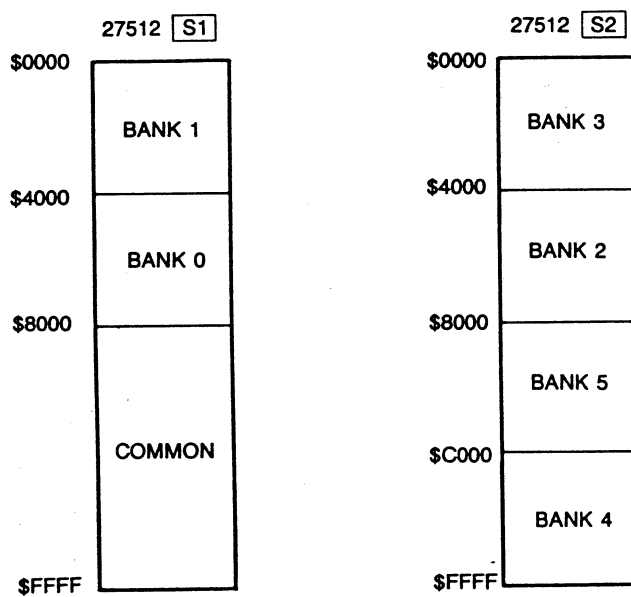 27512 S1
$0000
BANK 1
$4000
BANK 0
$8000
COMMON
$FFFF
27512 S2
$0000
BANK 3
$4000
BANK 2
$8000
BANK 5
$C000
BANK 4
$FFFF